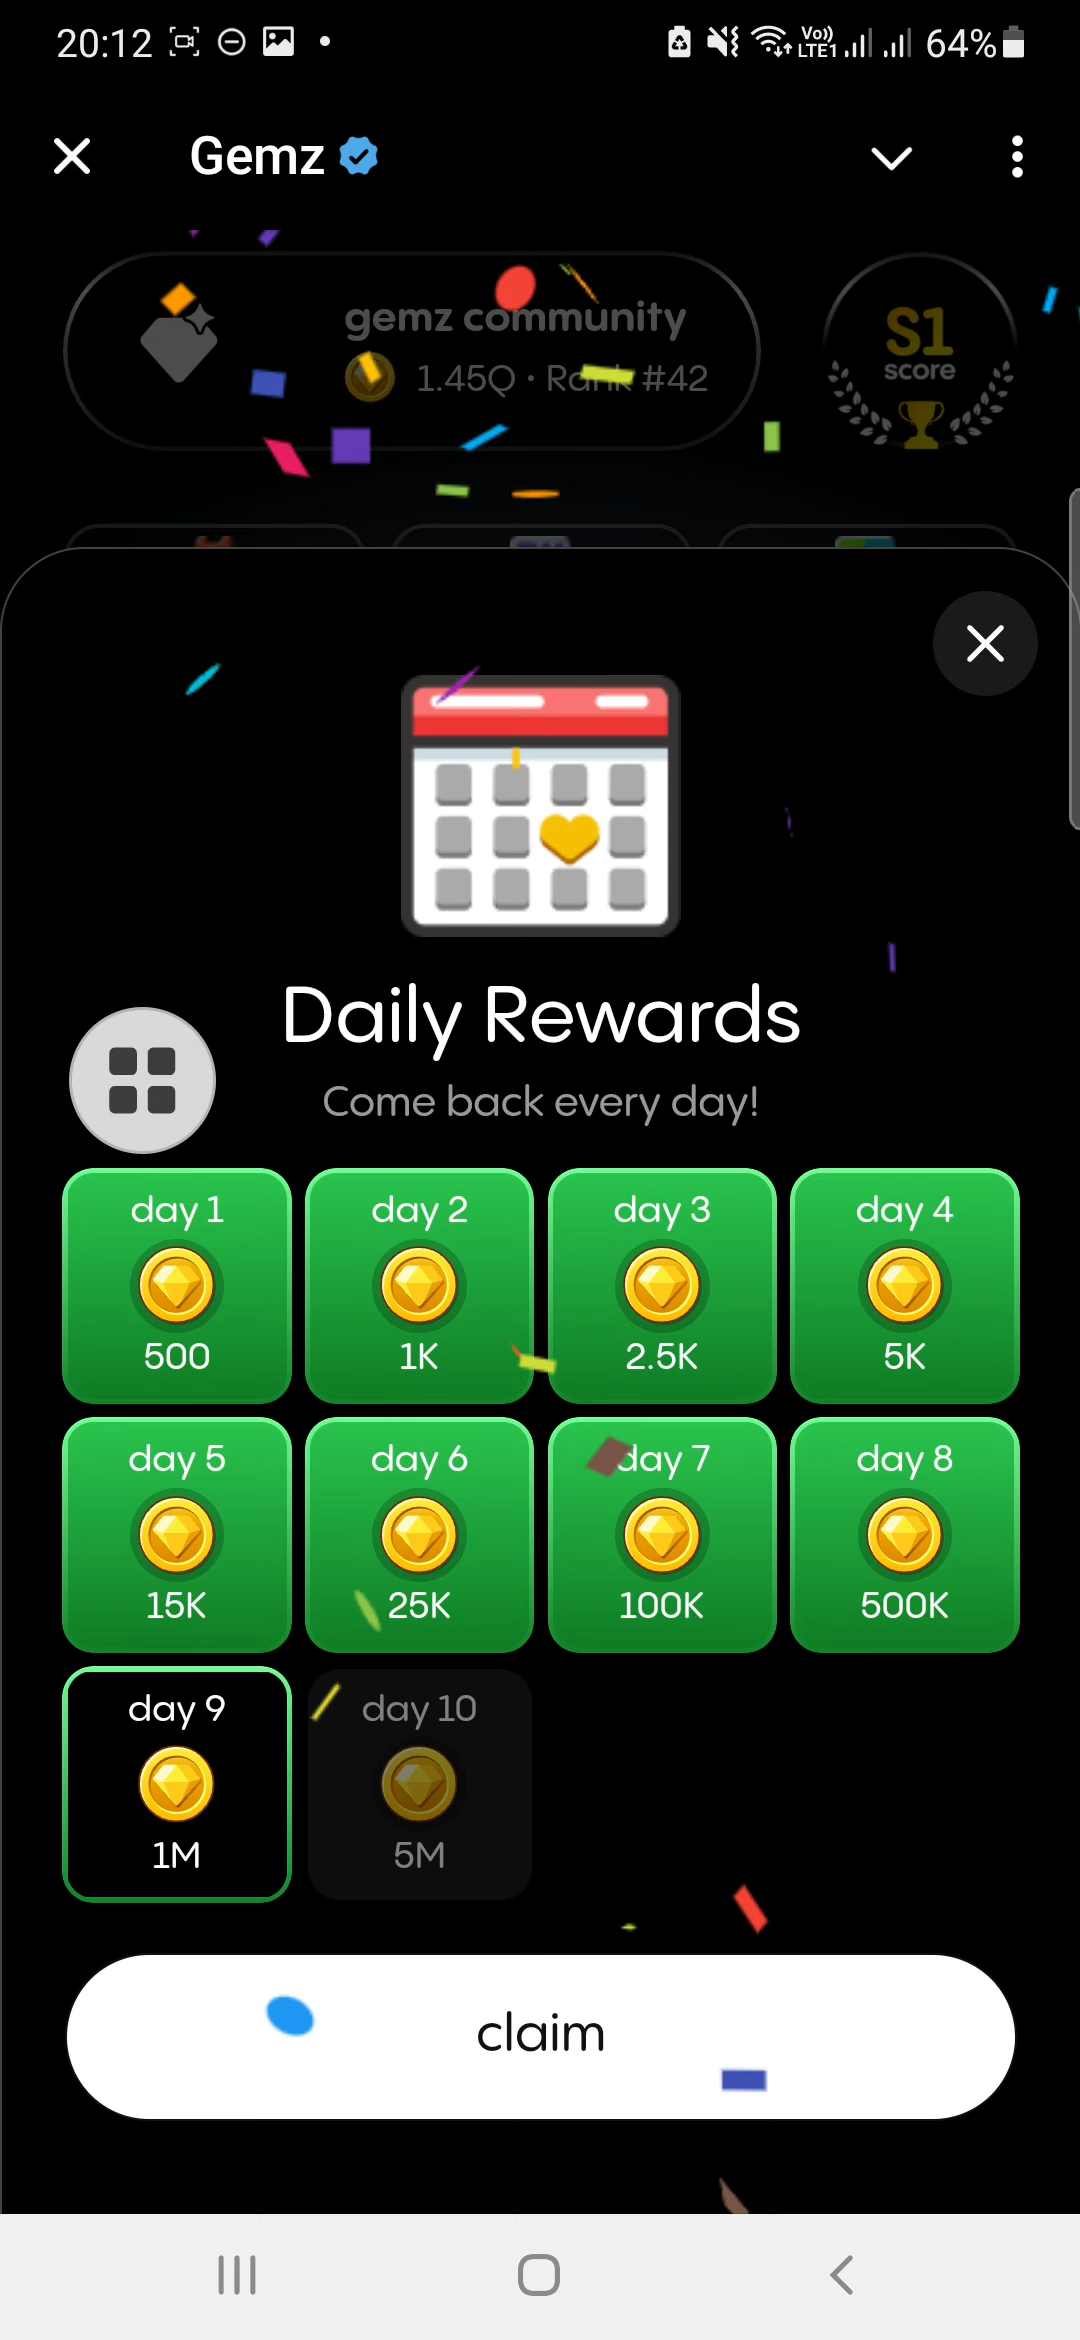 20:12
Vo)) LTE1 64%
Gemz
gemz community
1.45Q · Rank #42
S1
score
Daily Rewards
Come back every day!
day 1 day 2 day 3 day 4
500 1K 2.5K 5K
day 5 day 6 day 7 day 8
15K 25K 100K 500K
day 9 day 10
1M 5M
claim